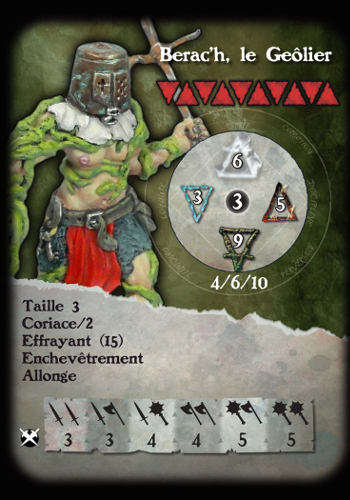 Berac'h, le Geôlier
6
3
3
5
9
4/6/10
Taille 3
Coriace/2
Effrayant (15)
Enchevêtrement
Allonge
3 3 4 4 5 5